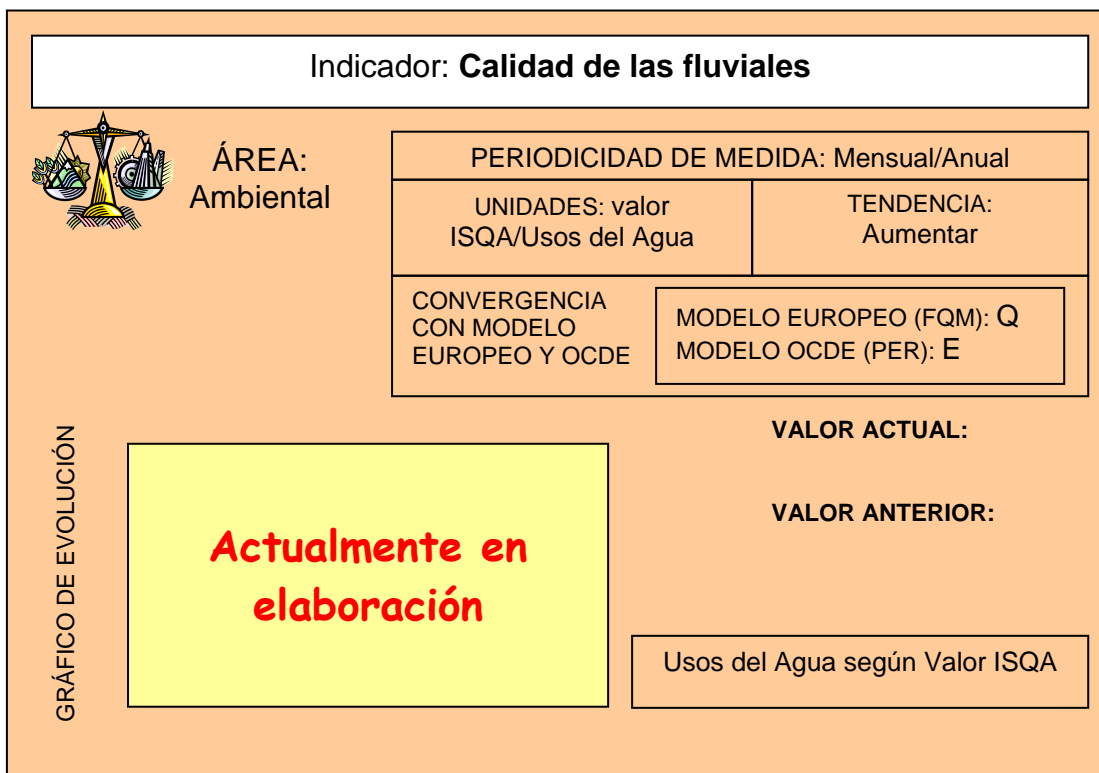 Indicador: Calidad de las fluviales
ÁREA:
Ambiental
PERIODICIDAD DE MEDIDA: Mensual/Anual
UNIDADES: valor
ISQA/Usos del Agua
TENDENCIA:
Aumentar
CONVERGENCIA
CON MODELO
EUROPEO Y OCDE
MODELO EUROPEO (FQM): Q
MODELO OCDE (PER): E
GRÁFICO DE EVOLUCIÓN
Actualmente en
elaboración
VALOR ACTUAL:
VALOR ANTERIOR:
Usos del Agua según Valor ISQA